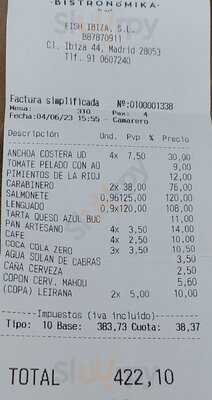 BISTRONÓMIKA
FISH IBIZA, S.L.
B87870911
C\ Ibiza 44, Madrid 28053
Tlf. 91 0607240
Factura simplificada Nº:0100001338
Mesa: 310 Pax: 4
Fecha:04/06/23 15:55 - Camarero
Descripción Und. Pvp % Precio
ANCHOA COSTERA UD 4x 7,50 30,00
TOMATE PELADO CON AÑO 9,00
PIMIENTOS DE LA RIOJ 12,00
CARABINERO 2x 38,00 76,00
SALMONETE 0,96125,00 120,00
LENGUADO 0,9x120,00 108,00
TARTA QUESO AZUL BUC 11,00
PAN ARTESANO 4x 3,50 14,00
CAFE 4x 2,50 10,00
COCA COLA ZERO 3x 3,50 10,50
AGUA SOLAN DE CABRAS 3,50
CAÑA CERVEZA 2,50
COPON CERV. MAHOU 5,60
(COPA) LEIRANA 2x 5,00 10,00
Impuestos (iva incluido)
Tipo: 10 Base: 383,73 Cuota: 38,37
TOTAL 422,10